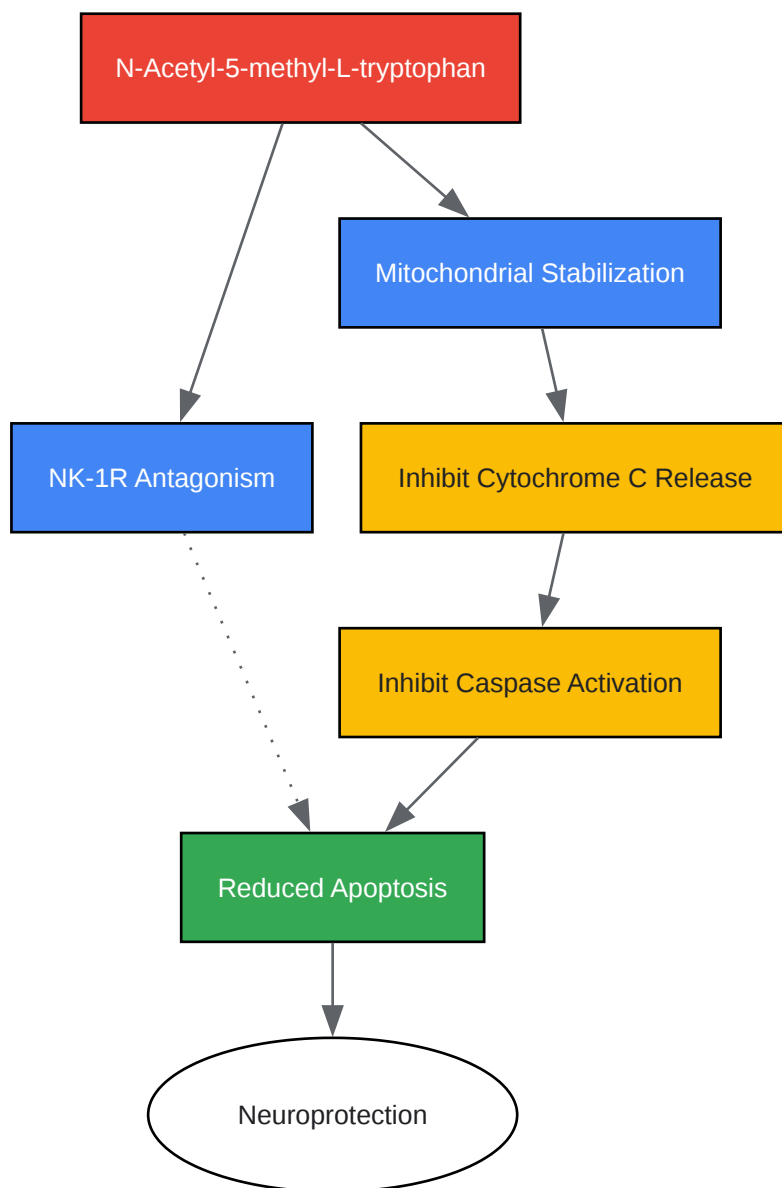 N-Acetyl-5-methyl-L-tryptophan
Mitochondrial Stabilization
NK-1R Antagonism
Inhibit Cytochrome C Release
Inhibit Caspase Activation
Reduced Apoptosis
Neuroprotection